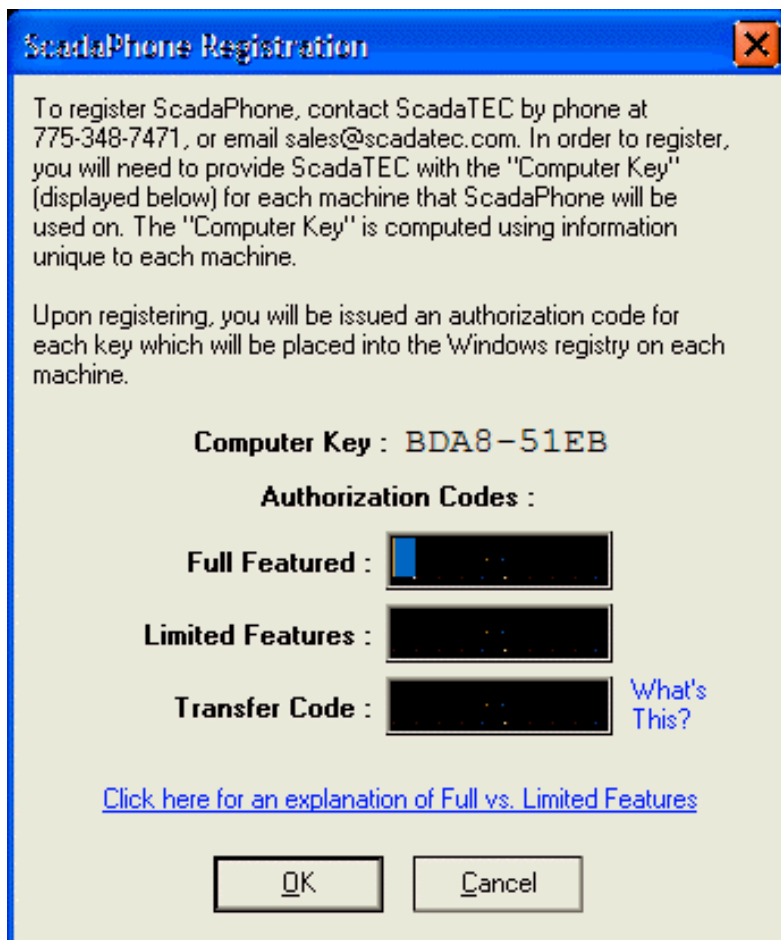 ScadaPhone Registration
To register ScadaPhone, contact ScadaTEC by phone at
775-348-7471, or email sales@scadatec.com. In order to register,
you will need to provide ScadaTEC with the "Computer Key"
(displayed below) for each machine that ScadaPhone will be
used on. The "Computer Key" is computed using information
unique to each machine.
Upon registering, you will be issued an authorization code for
each key which will be placed into the Windows registry on each
machine.
Computer Key : BDA8-51EB
Authorization Codes :
Full Featured :
Limited Features :
Transfer Code :
What's
This?
Click here for an explanation of Full vs. Limited Features
OK
Cancel